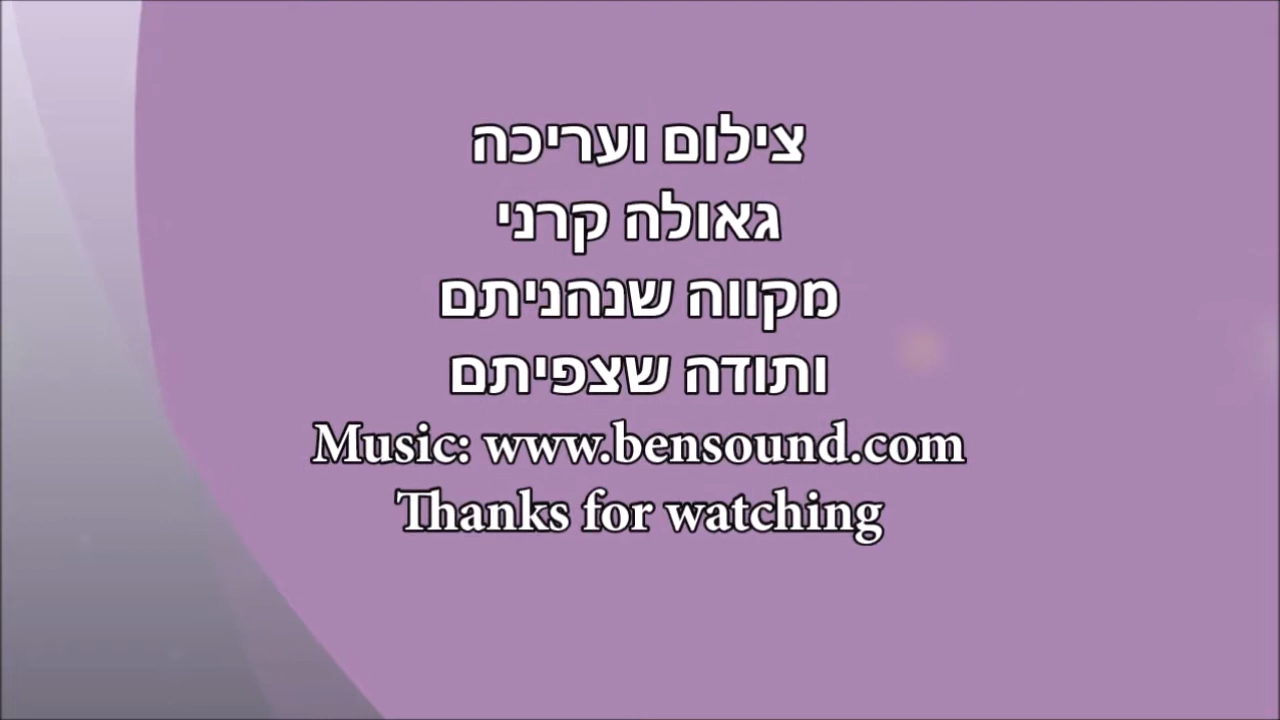 צילום ועריכה
גאולה קרני
מקווה שנהניתם
ותודה שצפיתם
Music: www.bensound.com
Thanks for watching